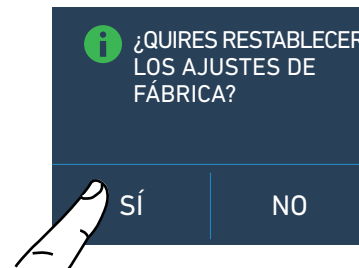 ¿QUIRES RESTABLECER
LOS AJUSTES DE
FÁBRICA?
SÍ
NO